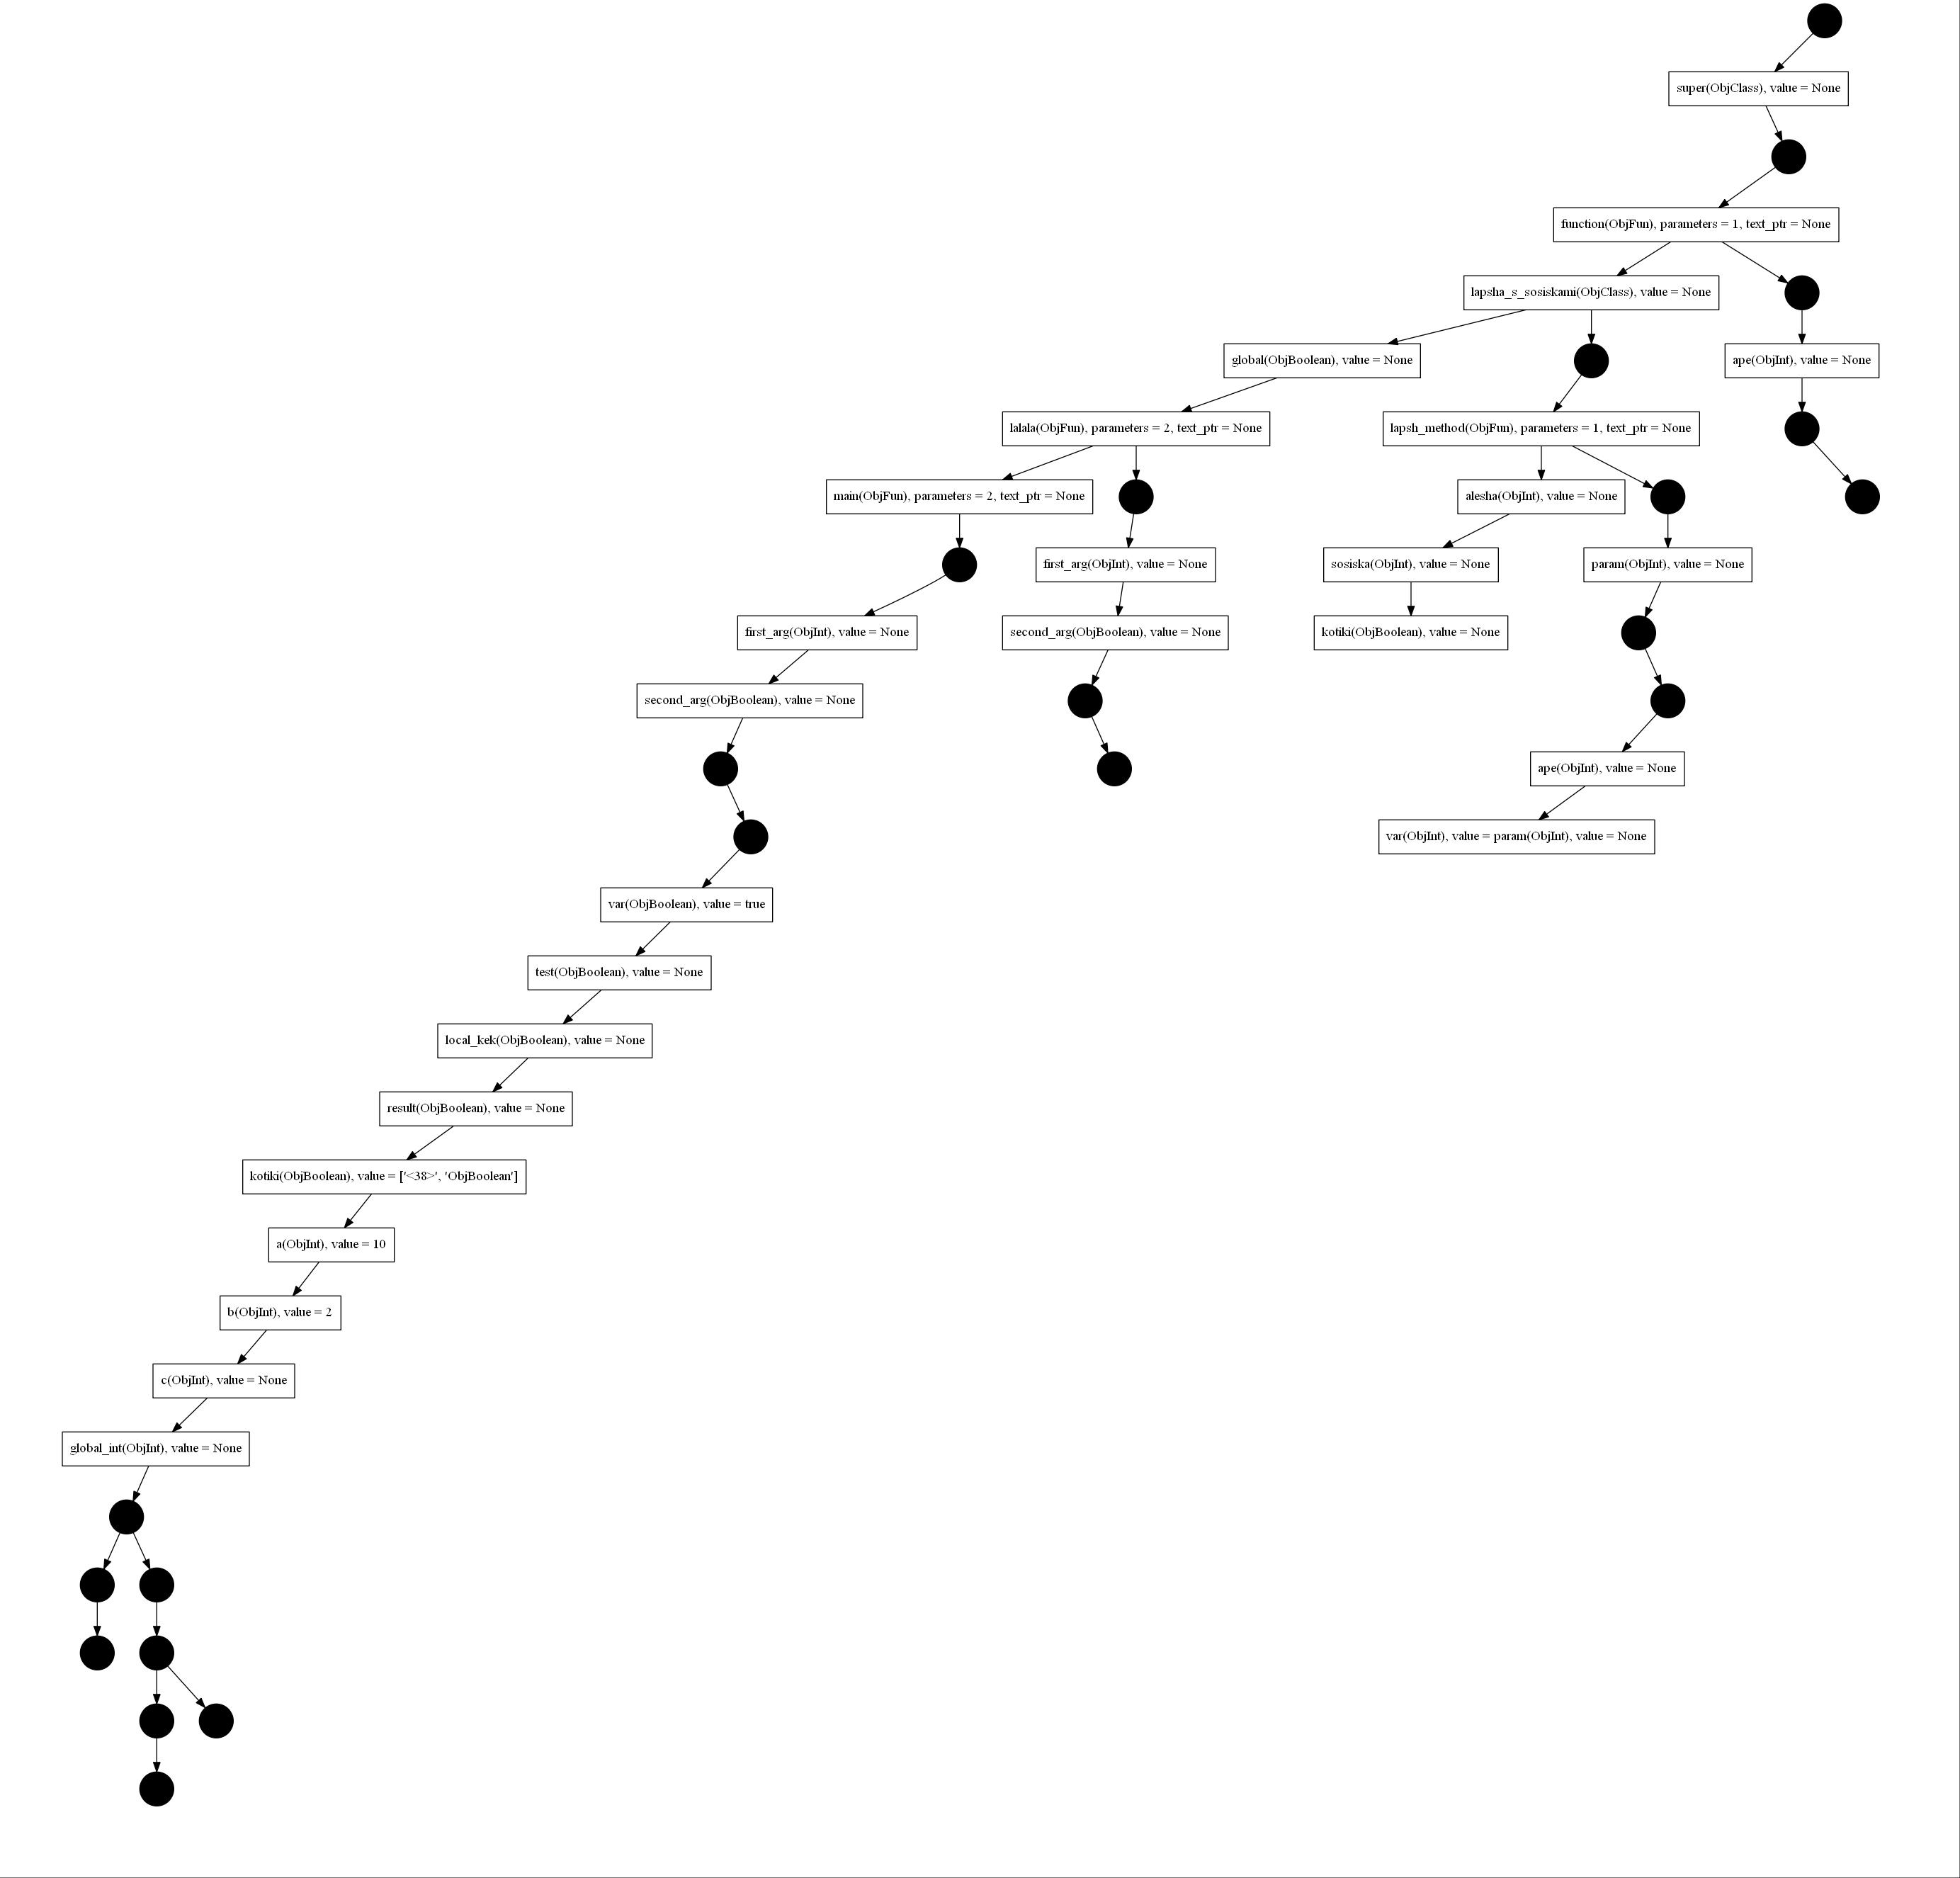 super(ObjClass), value = None
function(ObjFun), parameters = 1, text_ptr = None
lapsha_s_sosiskami(ObjClass), value = None
global(ObjBoolean), value = None
ape(ObjInt), value = None
lalala(ObjFun), parameters = 2, text_ptr = None
lapsh_method(ObjFun), parameters = 1, text_ptr = None
main(ObjFun), parameters = 2, text_ptr = None
alesha(ObjInt), value = None
first_arg(ObjInt), value = None
sosiska(ObjInt), value = None
param(ObjInt), value = None
first_arg(ObjInt), value = None
second_arg(ObjBoolean), value = None
kotiki(ObjBoolean), value = None
second_arg(ObjBoolean), value = None
ape(ObjInt), value = None
var(ObjInt), value = param(ObjInt), value = None
var(ObjBoolean), value = true
test(ObjBoolean), value = None
local_kek(ObjBoolean), value = None
result(ObjBoolean), value = None
kotiki(ObjBoolean), value = ['<38>', 'ObjBoolean']
a(ObjInt), value = 10
b(ObjInt), value = 2
c(ObjInt), value = None
global_int(ObjInt), value = None